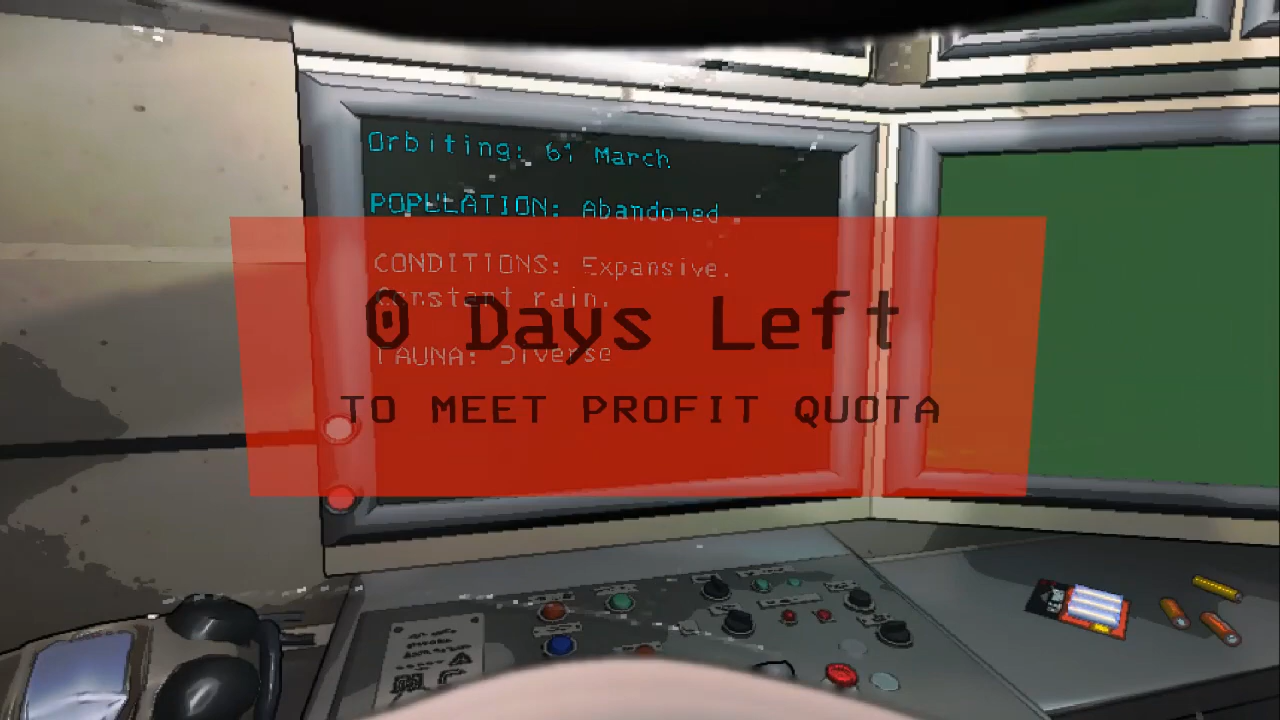 Orbiting: 61 March
POPULATION: Abandoned
CONDITIONS: Expansive.
Constant rain.
FAUNA: Diverse
0 Days Left
TO MEET PROFIT QUOTA